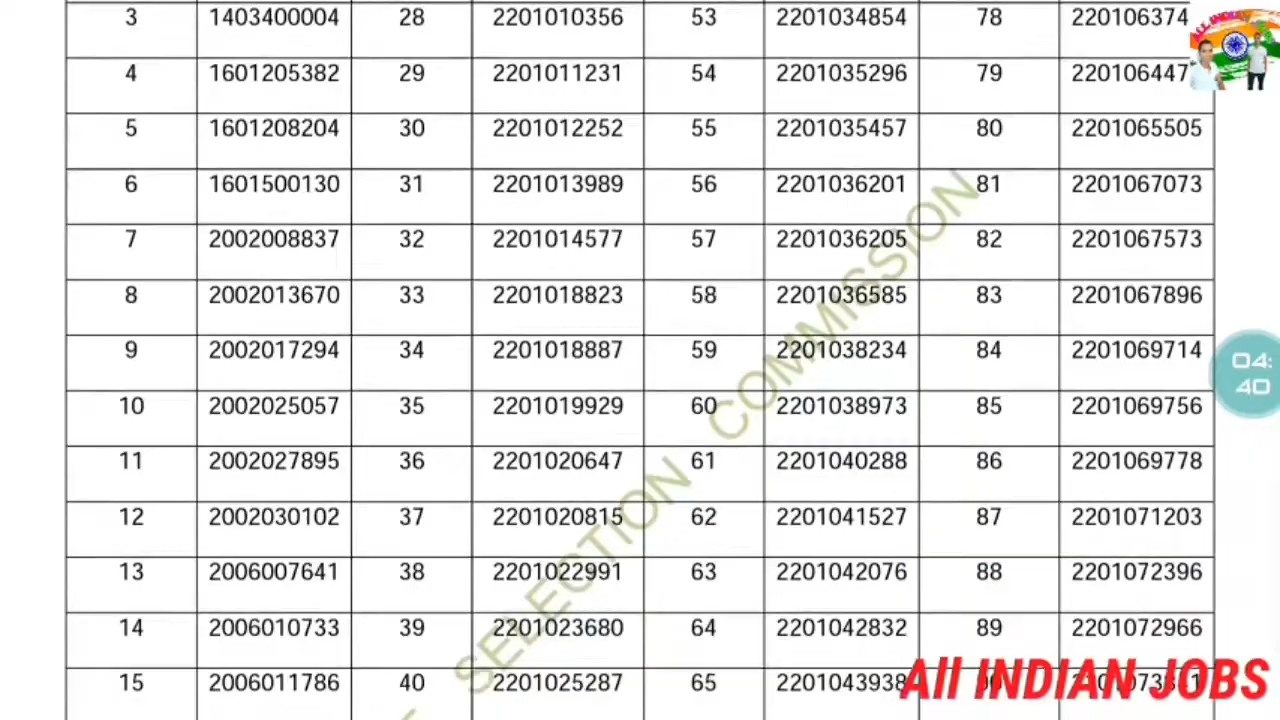 3 1403400004 28 2201010356 53 2201034854 78 220106374
4 1601205382 29 2201011231 54 2201035296 79 220106447
5 1601208204 30 2201012252 55 2201035457 80 2201065505
6 1601500130 31 2201013989 56 2201036201 81 2201067073
7 2002008837 32 2201014577 57 2201036205 82 2201067573
8 2002013670 33 2201018823 58 2201036585 83 2201067896
9 2002017294 34 2201018887 59 2201038234 84 2201069714
10 2002025057 35 2201019929 60 2201038973 85 2201069756
11 2002027895 36 2201020647 61 2201040288 86 2201069778
12 2002030102 37 2201020815 62 2201041527 87 2201071203
13 2006007641 38 2201022991 63 2201042076 88 2201072396
14 2006010733 39 2201023680 64 2201042832 89 2201072966
15 2006011786 40 2201025287 65 2201043938 90
SELECTION COMMISSION
04:
40
All INDIAN JOBS